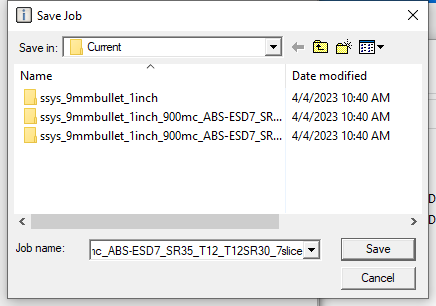 Save Job
Save in: Current
Name Date modified
ssys_9mmbullet_1inch 4/4/2023 10:40 AM
ssys_9mmbullet_1inch_900mc_ABS-ESD7_SR... 4/4/2023 10:40 AM
ssys_9mmbullet_1inch_900mc_ABS-ESD7_SR... 4/4/2023 10:40 AM
D
D
Job name: nc_ABS-ESD7_SR35_T12_T12SR30_7slice Save
Cancel